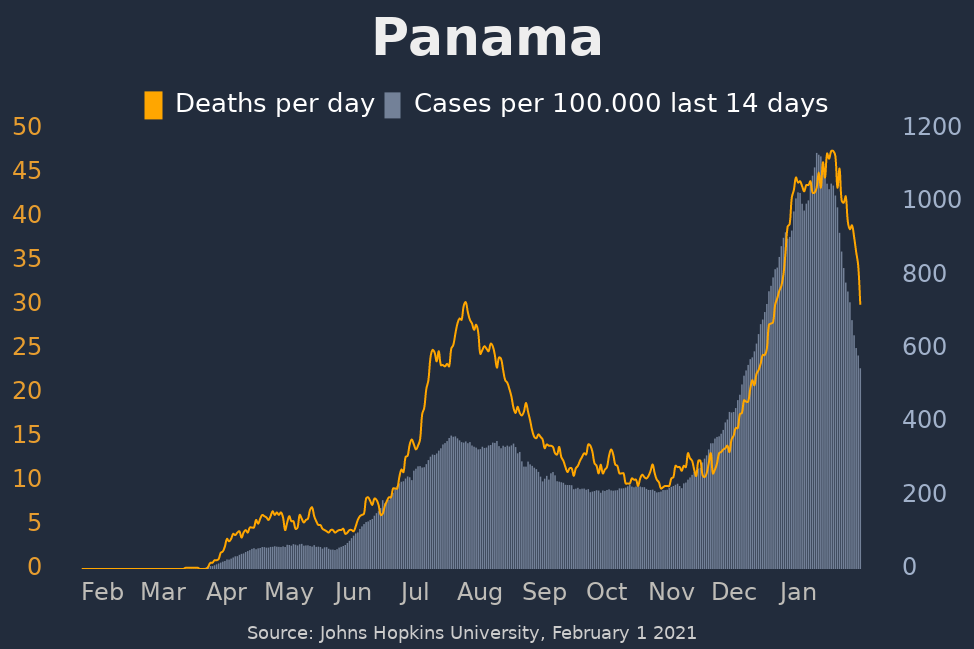 Panama
Deaths per day Cases per 100.000 last 14 days
50 1200
45
40 1000
35
30 800
25 600
20
15 400
10 200
5
0 0
Feb Mar Apr May Jun Jul Aug Sep Oct Nov Dec Jan
Source: Johns Hopkins University, February 1 2021